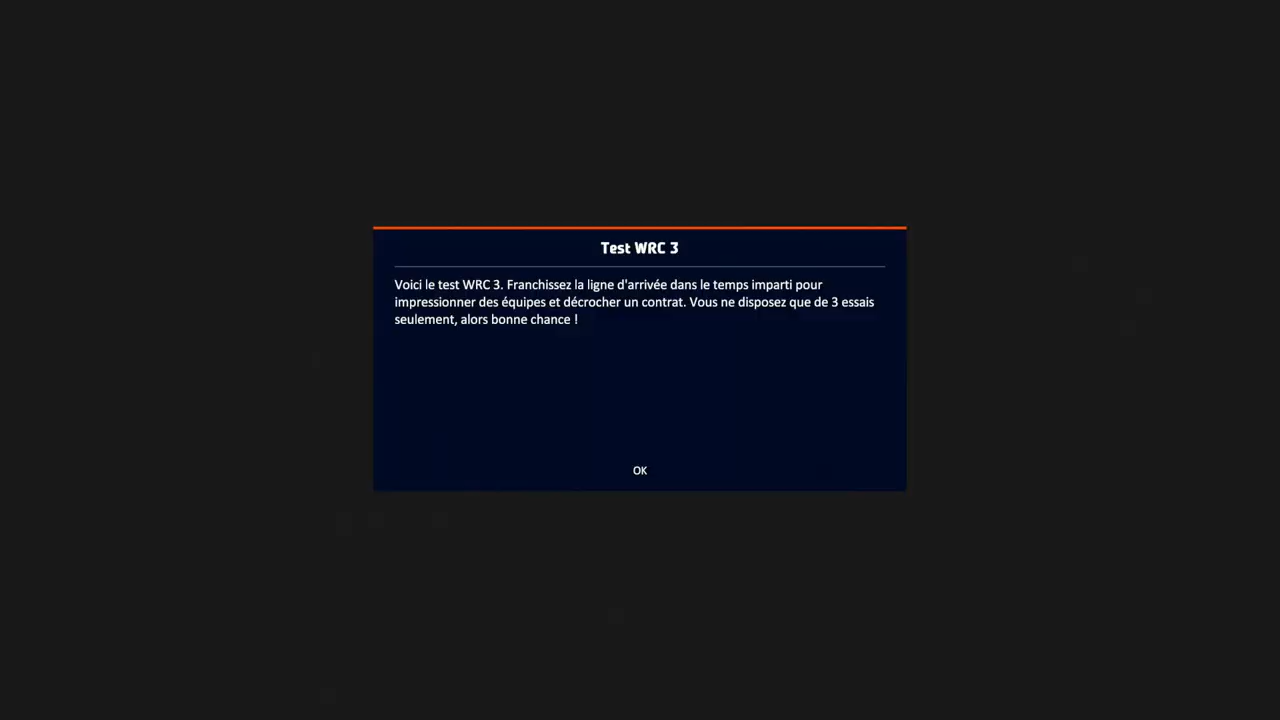 Test WRC 3
Voici le test WRC 3. Franchissez la ligne d'arrivée dans le temps imparti pour
impressionner des équipes et décrocher un contrat. Vous ne disposez que de 3 essais
seulement, alors bonne chance !
OK